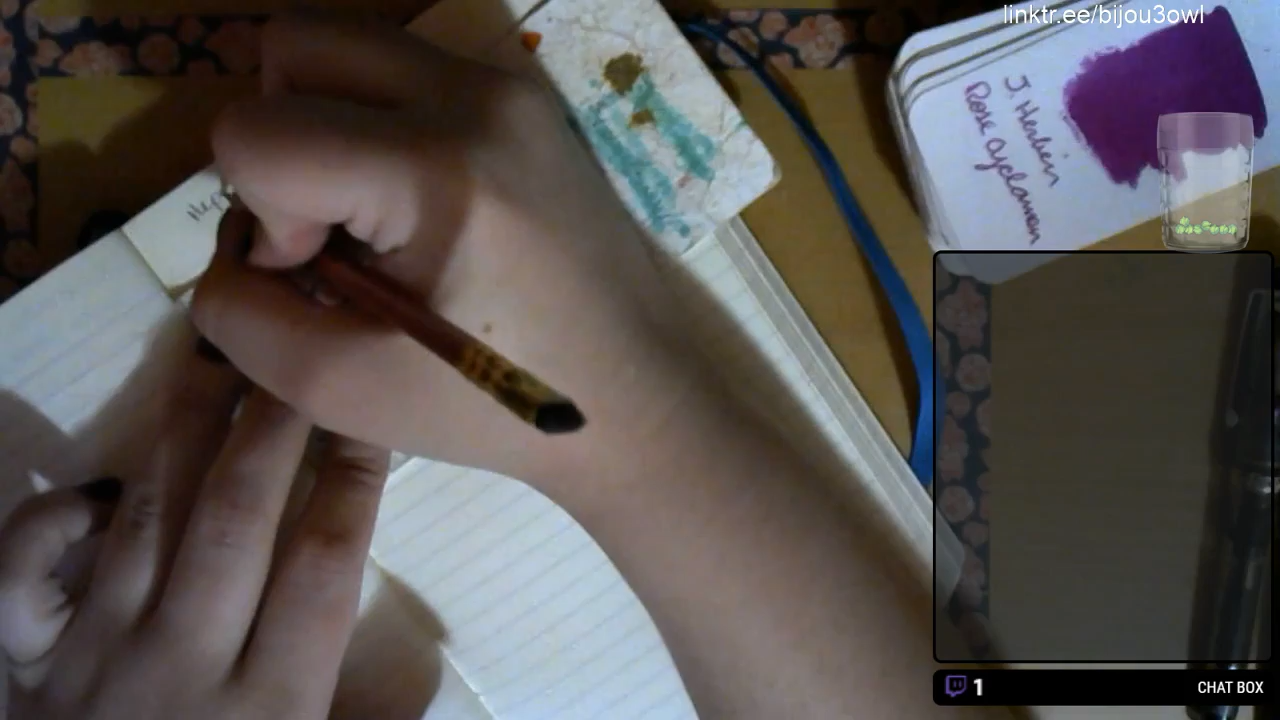 linktr.ee/bijou3owl
J. Herbin
Rose Cyclamen
1
CHAT BOX